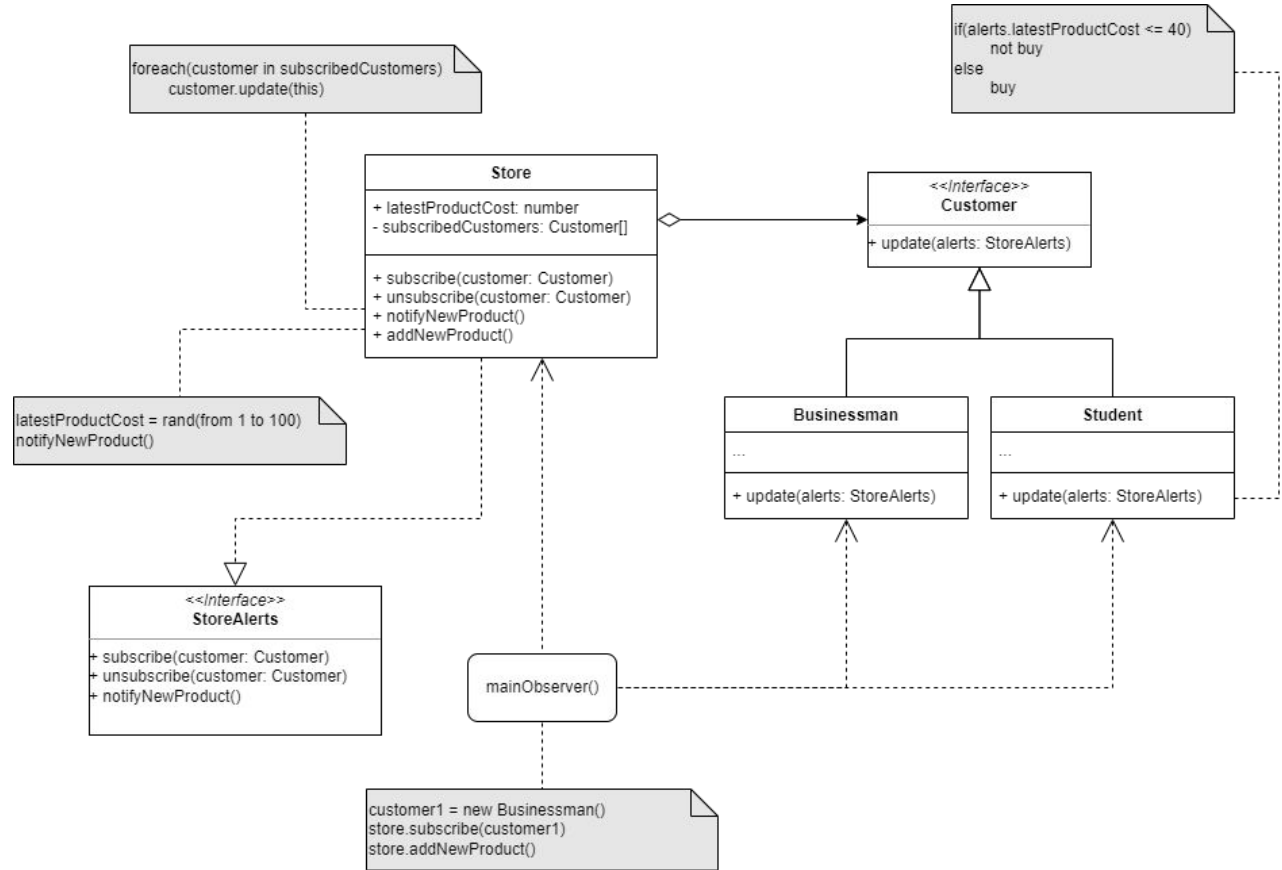 if(alerts.latestProductCost <= 40)
not buy
else
buy
foreach(customer in subscribedCustomers)
customer.update(this)
Store
+ latestProductCost: number
- subscribedCustomers: Customer[]
+ subscribe(customer: Customer)
+ unsubscribe(customer: Customer)
+ notifyNewProduct()
+ addNewProduct()
<<Interface>>
Customer
+ update(alerts: StoreAlerts)
latestProductCost = rand(from 1 to 100)
notifyNewProduct()
Businessman
...
+ update(alerts: StoreAlerts)
Student
...
+ update(alerts: StoreAlerts)
<<Interface>>
StoreAlerts
+ subscribe(customer: Customer)
+ unsubscribe(customer: Customer)
+ notifyNewProduct()
mainObserver()
customer1 = new Businessman()
store.subscribe(customer1)
store.addNewProduct()